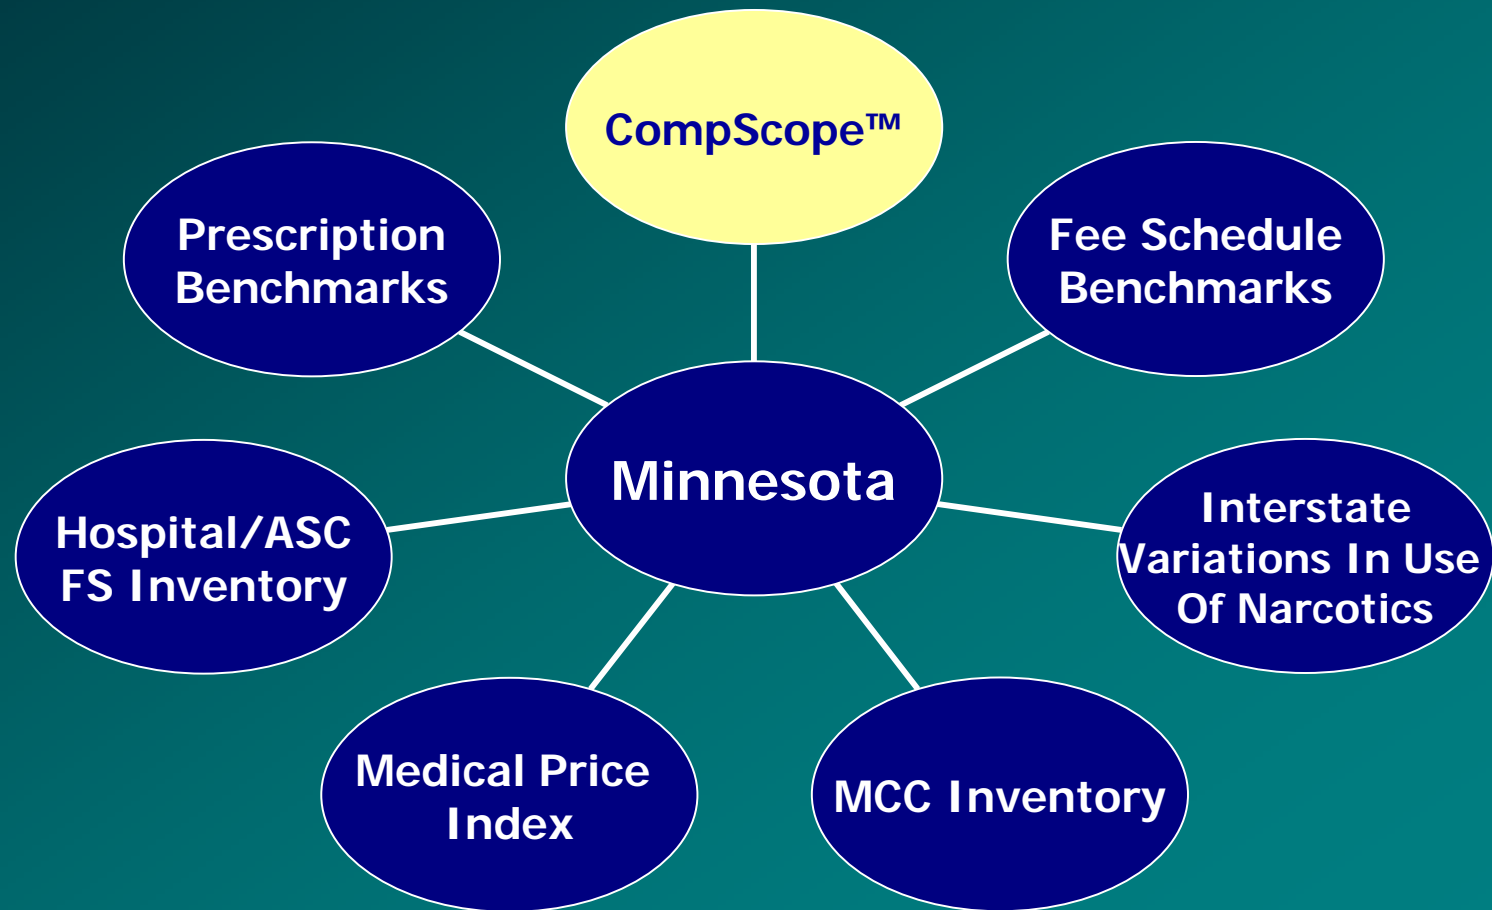 CompScope™
Prescription
Benchmarks
Fee Schedule
Benchmarks
Minnesota
Hospital/ASC
FS Inventory
Interstate
Variations In Use
Of Narcotics
Medical Price
Index
MCC Inventory